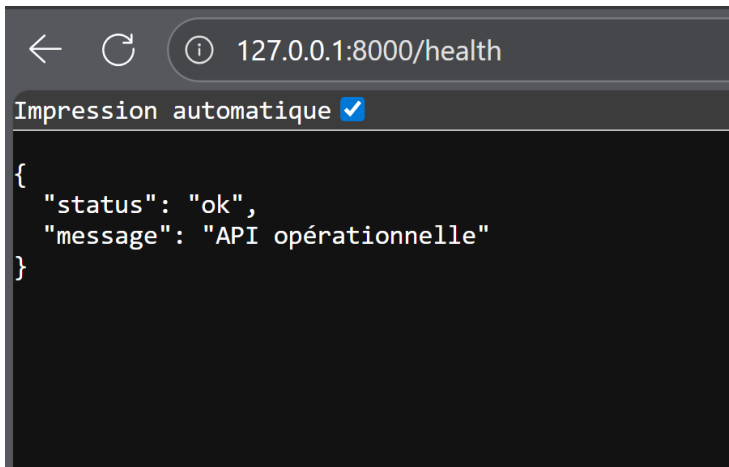 127.0.0.1:8000/health
Impression automatique
{
  "status": "ok",
  "message": "API opérationnelle"
}